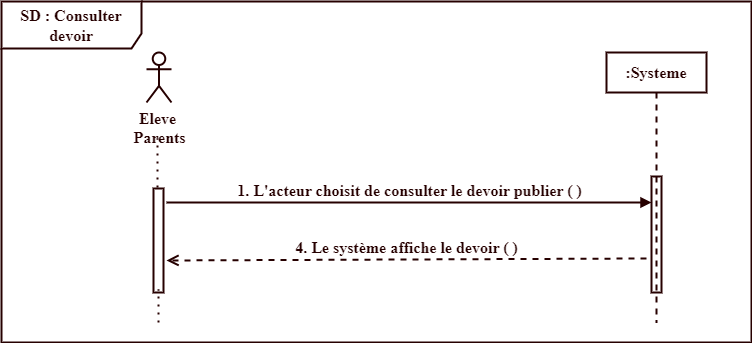 SD : Consulter
devoir
:Systeme
Eleve
Parents
1. L'acteur choisit de consulter le devoir publier ( )
4. Le système affiche le devoir ( )